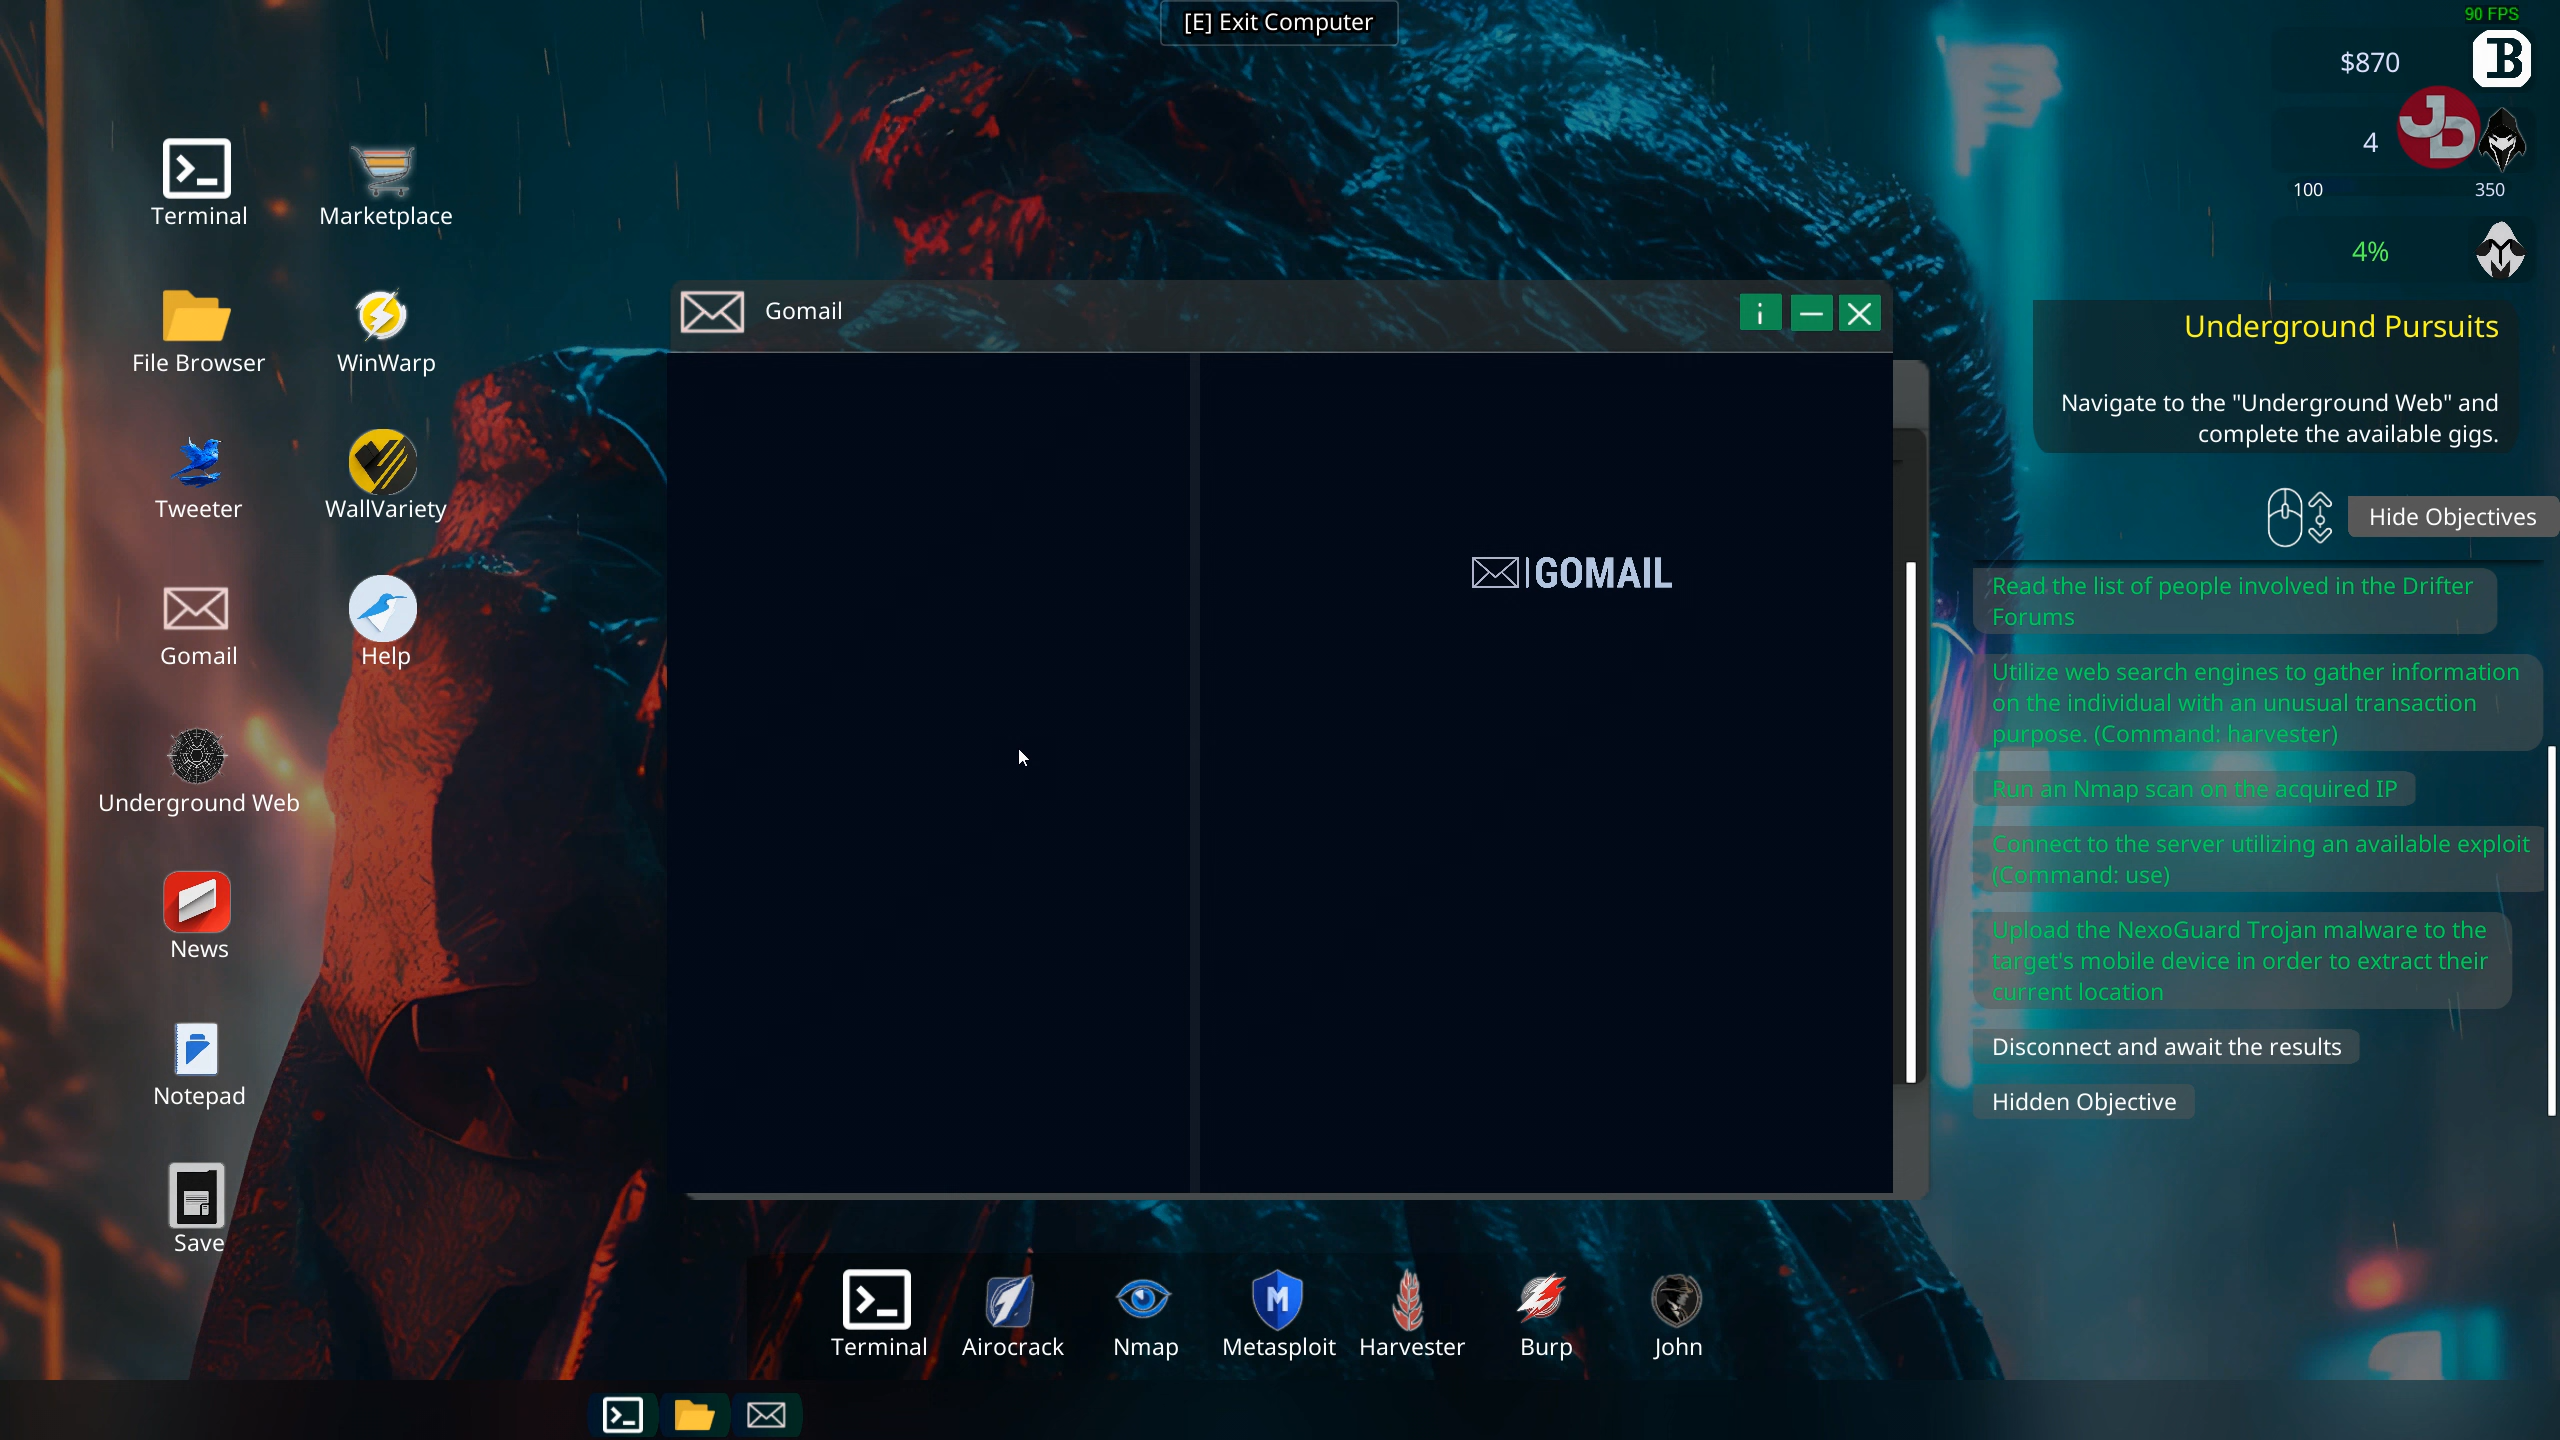 [E] Exit Computer
90 FPS
$870
B
JD
4
100
350
4%
Underground Pursuits
Navigate to the "Underground Web" and
complete the available gigs.
Hide Objectives
Read the list of people involved in the Drifter
Forums
Utilize web search engines to gather information
on the individual with an unusual transaction
purpose. (Command: harvester)
Run an Nmap scan on the acquired IP
Connect to the server utilizing an available exploit
(Command: use)
Upload the NexoGuard Trojan malware to the
target's mobile device in order to extract their
current location
Disconnect and await the results
Hidden Objective
Terminal
Marketplace
File Browser
WinWarp
Tweeter
WallVariety
Gomail
Help
Underground Web
News
Notepad
Save
Gomail
i
GOMAIL
M
Terminal
Airocrack
Nmap
Metasploit
Harvester
Burp
John